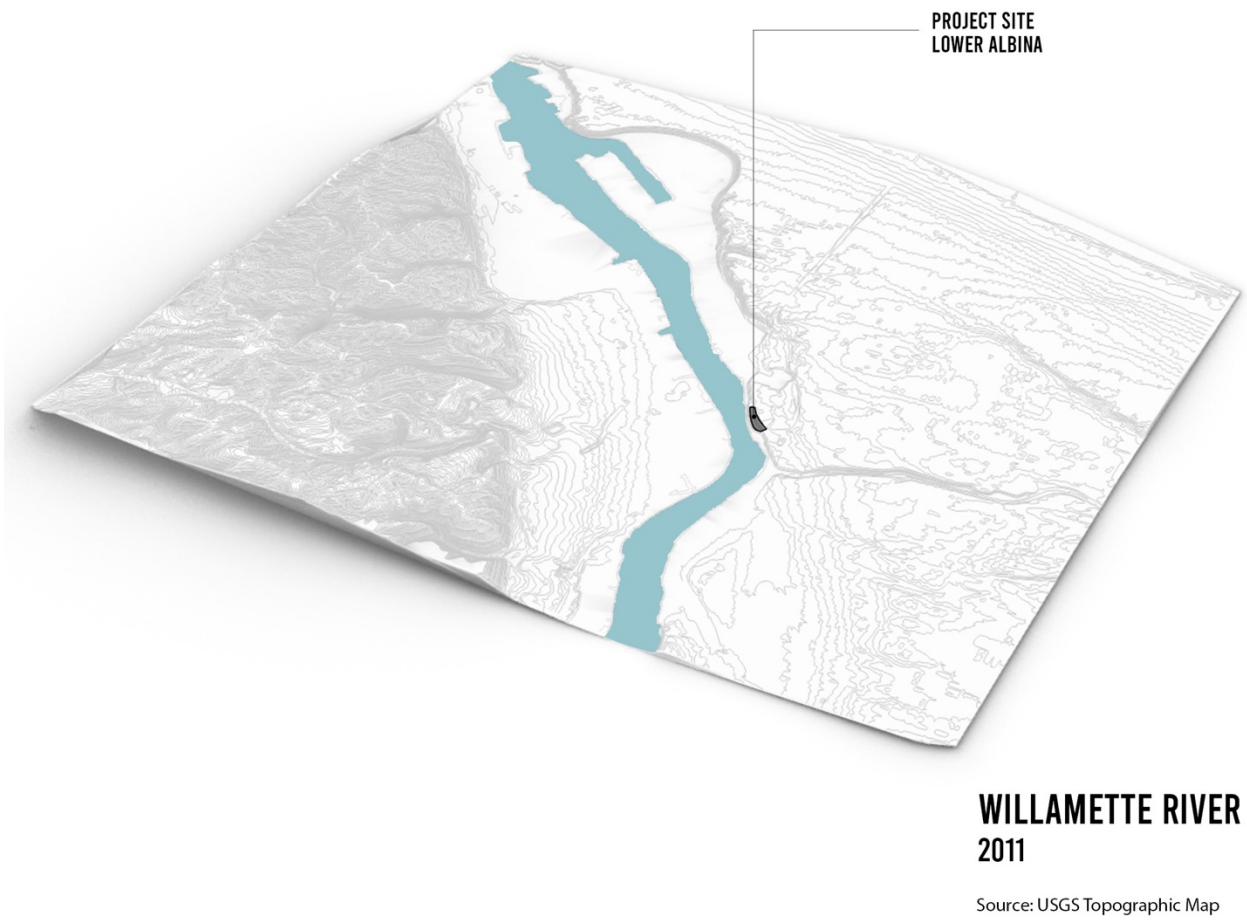 PROJECT SITE
LOWER ALBINA
WILLAMETTE RIVER
2011
Source: USGS Topographic Map